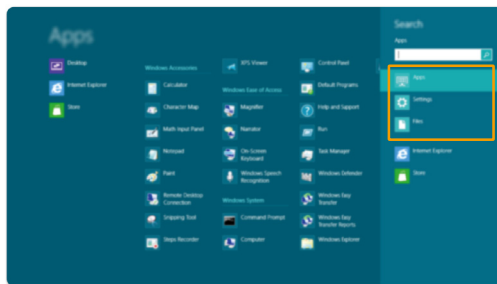 Apps
Desktop
Internet Explorer
Store
Windows Accessories
Calculator
Character Map
Math Input Panel
Notepad
Paint
Remote Desktop
Connection
Snipping Tool
Steps Recorder
XPS Viewer
Windows Ease of Access
Magnifier
Narrator
On-Screen
Keyboard
Windows Speech
Recognition
Windows System
Command Prompt
Computer
Control Panel
Default Programs
Help and Support
Run
Task Manager
Windows Defender
Windows Easy
Transfer
Windows Easy
Transfer Reports
Windows Explorer
Search
Apps
Apps
Settings
Files
Internet Explorer
Store